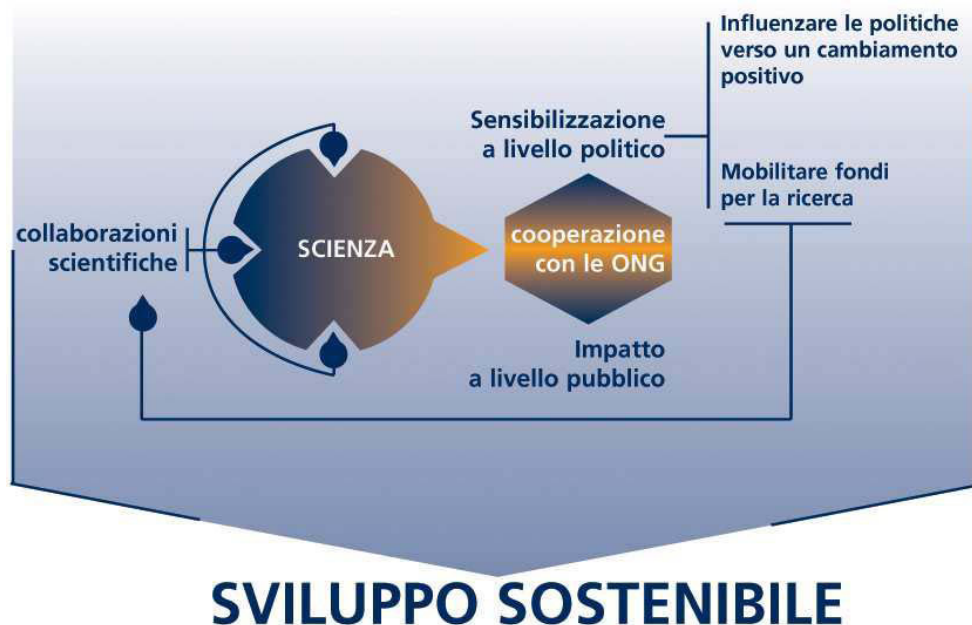 Influenzare le politiche
verso un cambiamento
positivo
Sensibilizzazione
a livello politico
Mobilitare fondi
per la ricerca
collaborazioni
scientifiche
SCIENZA
cooperazione
con le ONG
Impatto
a livello pubblico
SVILUPPO SOSTENIBILE